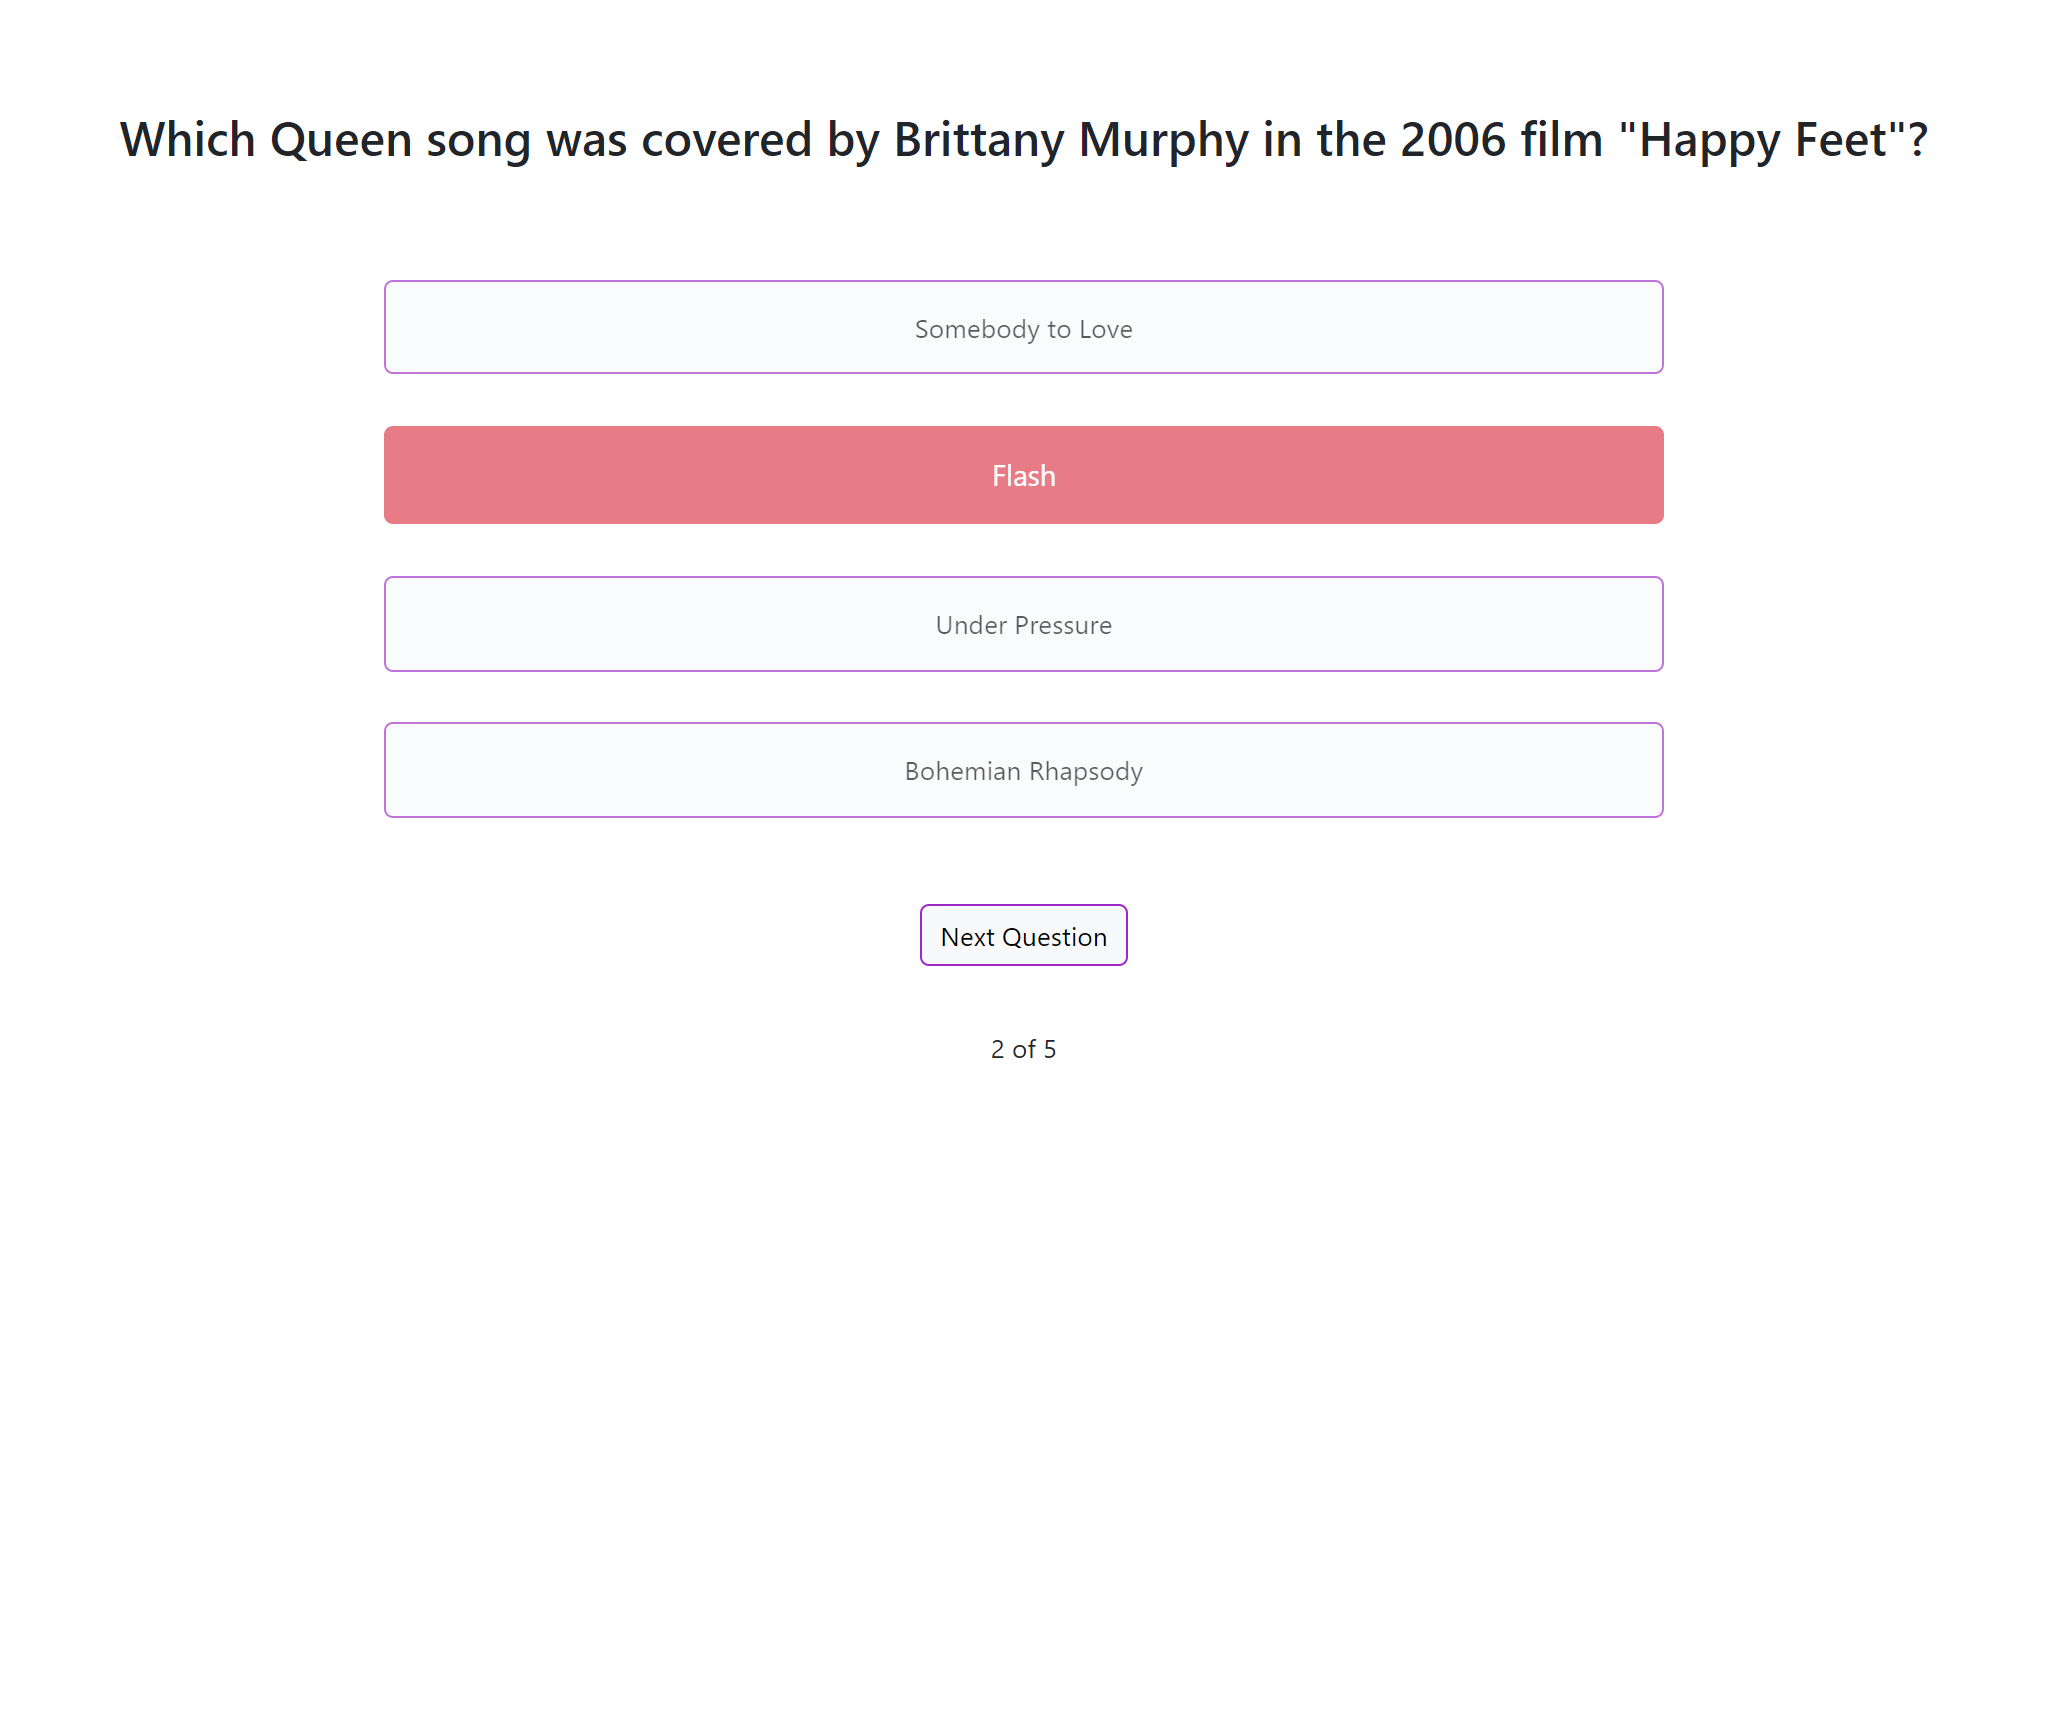 Which Queen song was covered by Brittany Murphy in the 2006 film "Happy Feet"?
Somebody to Love
Flash
Under Pressure
Bohemian Rhapsody
Next Question
2 of 5